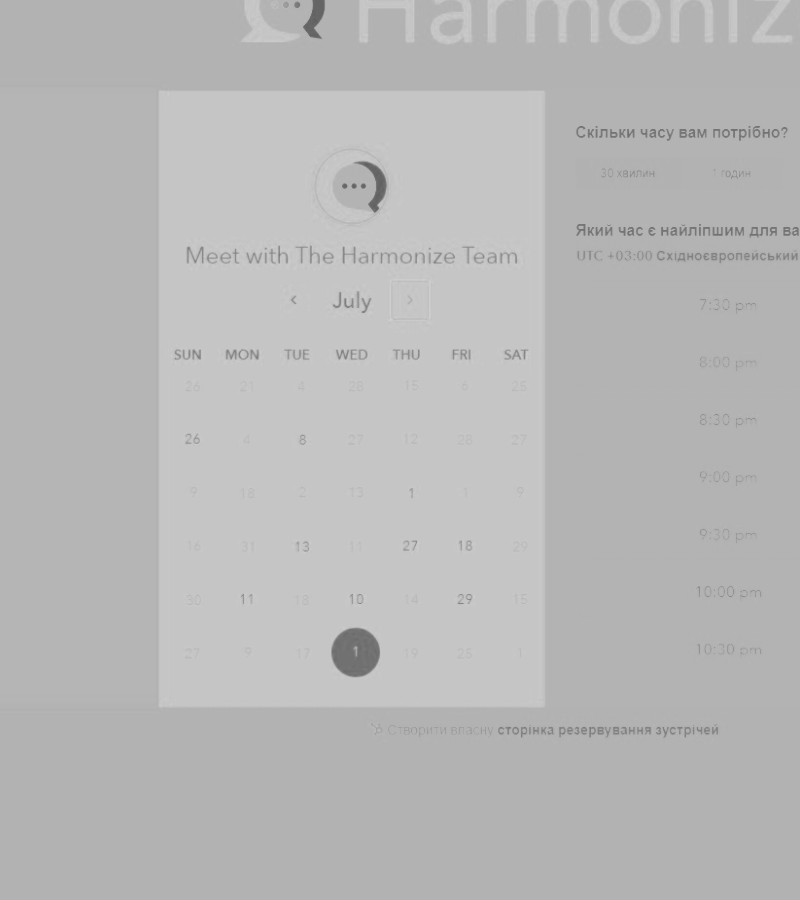 Harmoniz
Meet with The Harmonize Team
July
SUN MON TUE WED THU FRI SAT
26 21 4 28 15 6 25
26 4 8 27 12 28 27
9 18 2 13 1 1 9
16 31 13 11 27 18 29
30 11 18 10 14 29 15
27 9 17 1 19 25 1
Скільки часу вам потрібно?
30 хвилин 1 годин
Який час є найліпшим для ва
UTC +03:00 Східноєвропейський
7:30 pm
8:00 pm
8:30 pm
9:00 pm
9:30 pm
10:00 pm
10:30 pm
Створити власну сторінка резервування зустрічей